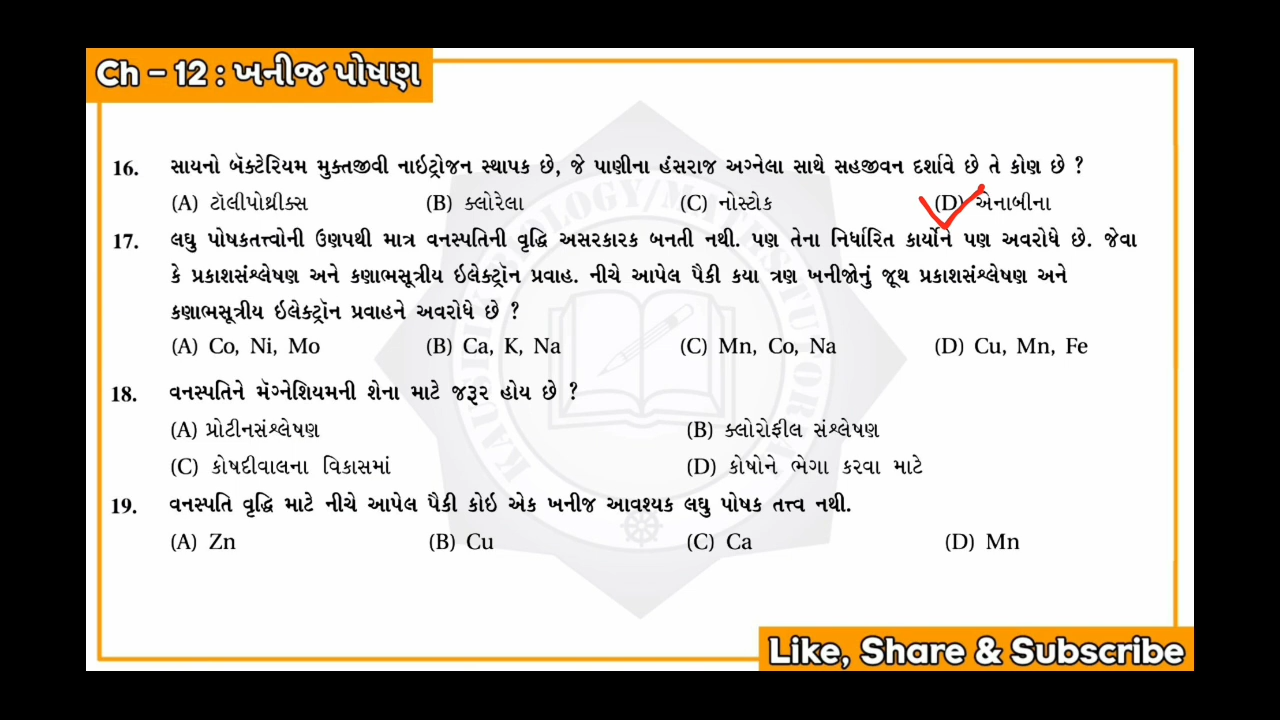 Ch – 12 : ખનીજ પોષણ
16. સાયનો બૅક્ટેરિયમ મુક્તજીવી નાઇટ્રોજન સ્થાપક છે, જે પાણીના હંસરાજ અગ્નેલા સાથે સહજીવન દર્શાવે છે તે કોણ છે ?
(A) ટૉલીપોથ્રીક્સ (B) ક્લોરેલા (C) નોસ્ટોક (D) એનાબીના
17. લઘુ પોષકતત્ત્વોની ઉણપથી માત્ર વનસ્પતિની વૃદ્ધિ અસરકારક બનતી નથી. પણ તેના નિર્ધારિત કાર્યોને પણ અવરોધે છે. જેવા
કે પ્રકાશસંશ્લેષણ અને કણાભસૂત્રીય ઇલેક્ટ્રૉન પ્રવાહ. નીચે આપેલ પૈકી કયા ત્રણ ખનીજોનું જૂથ પ્રકાશસંશ્લેષણ અને
કણાભસૂત્રીય ઇલેક્ટ્રૉન પ્રવાહને અવરોધે છે ?
(A) Co, Ni, Mo (B) Ca, K, Na (C) Mn, Co, Na (D) Cu, Mn, Fe
18. વનસ્પતિને મૅગ્નેશિયમની શેના માટે જરૂર હોય છે ?
(A) પ્રોટીનસંશ્લેષણ (B) ક્લોરોફીલ સંશ્લેષણ
(C) કોષદીવાલના વિકાસમાં (D) કોષોને ભેગા કરવા માટે
19. વનસ્પતિ વૃદ્ધિ માટે નીચે આપેલ પૈકી કોઇ એક ખનીજ આવશ્યક લઘુ પોષક તત્ત્વ નથી.
(A) Zn (B) Cu (C) Ca (D) Mn
Like, Share & Subscribe